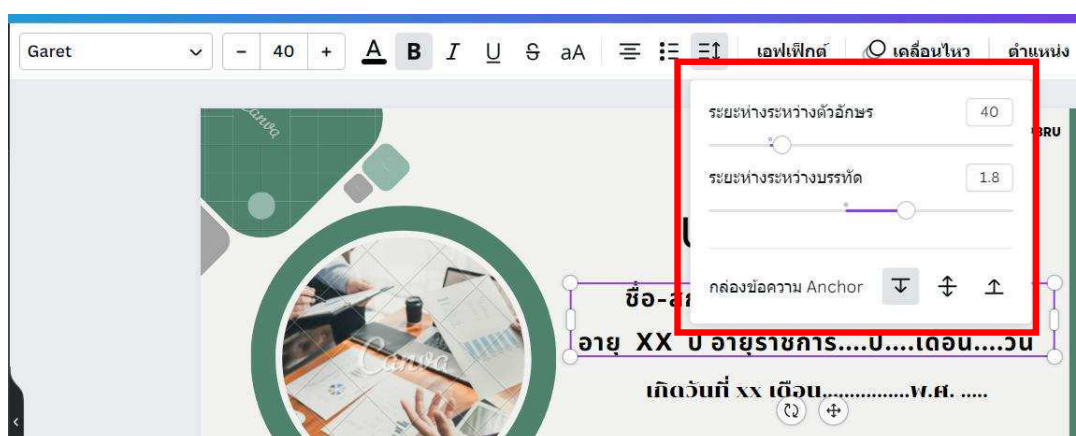 Garet - 40 + A B I U S aA เอฟเฟ็กต์ เคลื่อนไหว ตำแหน่ง
Canva
ระยะห่างระหว่างตัวอักษร 40
BRU
ระยะห่างระหว่างบรรทัด 1.8
กล่องข้อความ Anchor
ชื่อ-ส
อายุ XX ปี อายุราชการ....ปี....เดือน....วัน
Canva
เกิดวันที่ xx เดือน................พ.ศ. .....